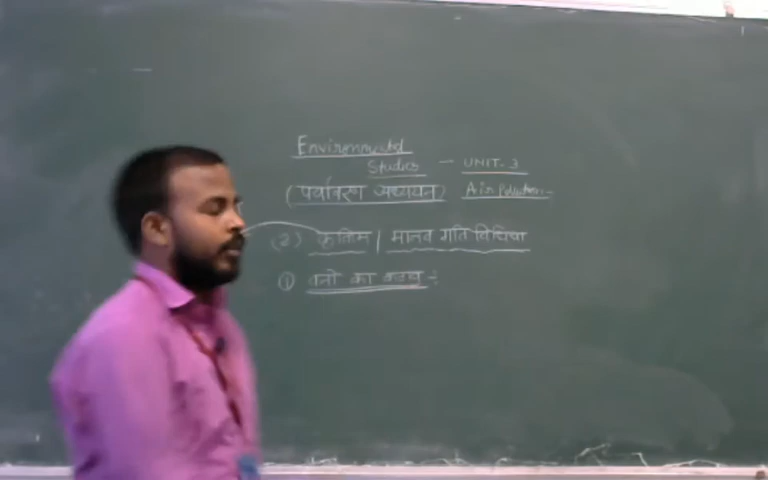 Environmental
Studies - UNIT-3
(पर्यावरण अध्ययन) Air Pollution -
(2) कृत्रिम / मानव गति विधिया
① वनो का कटाव :-